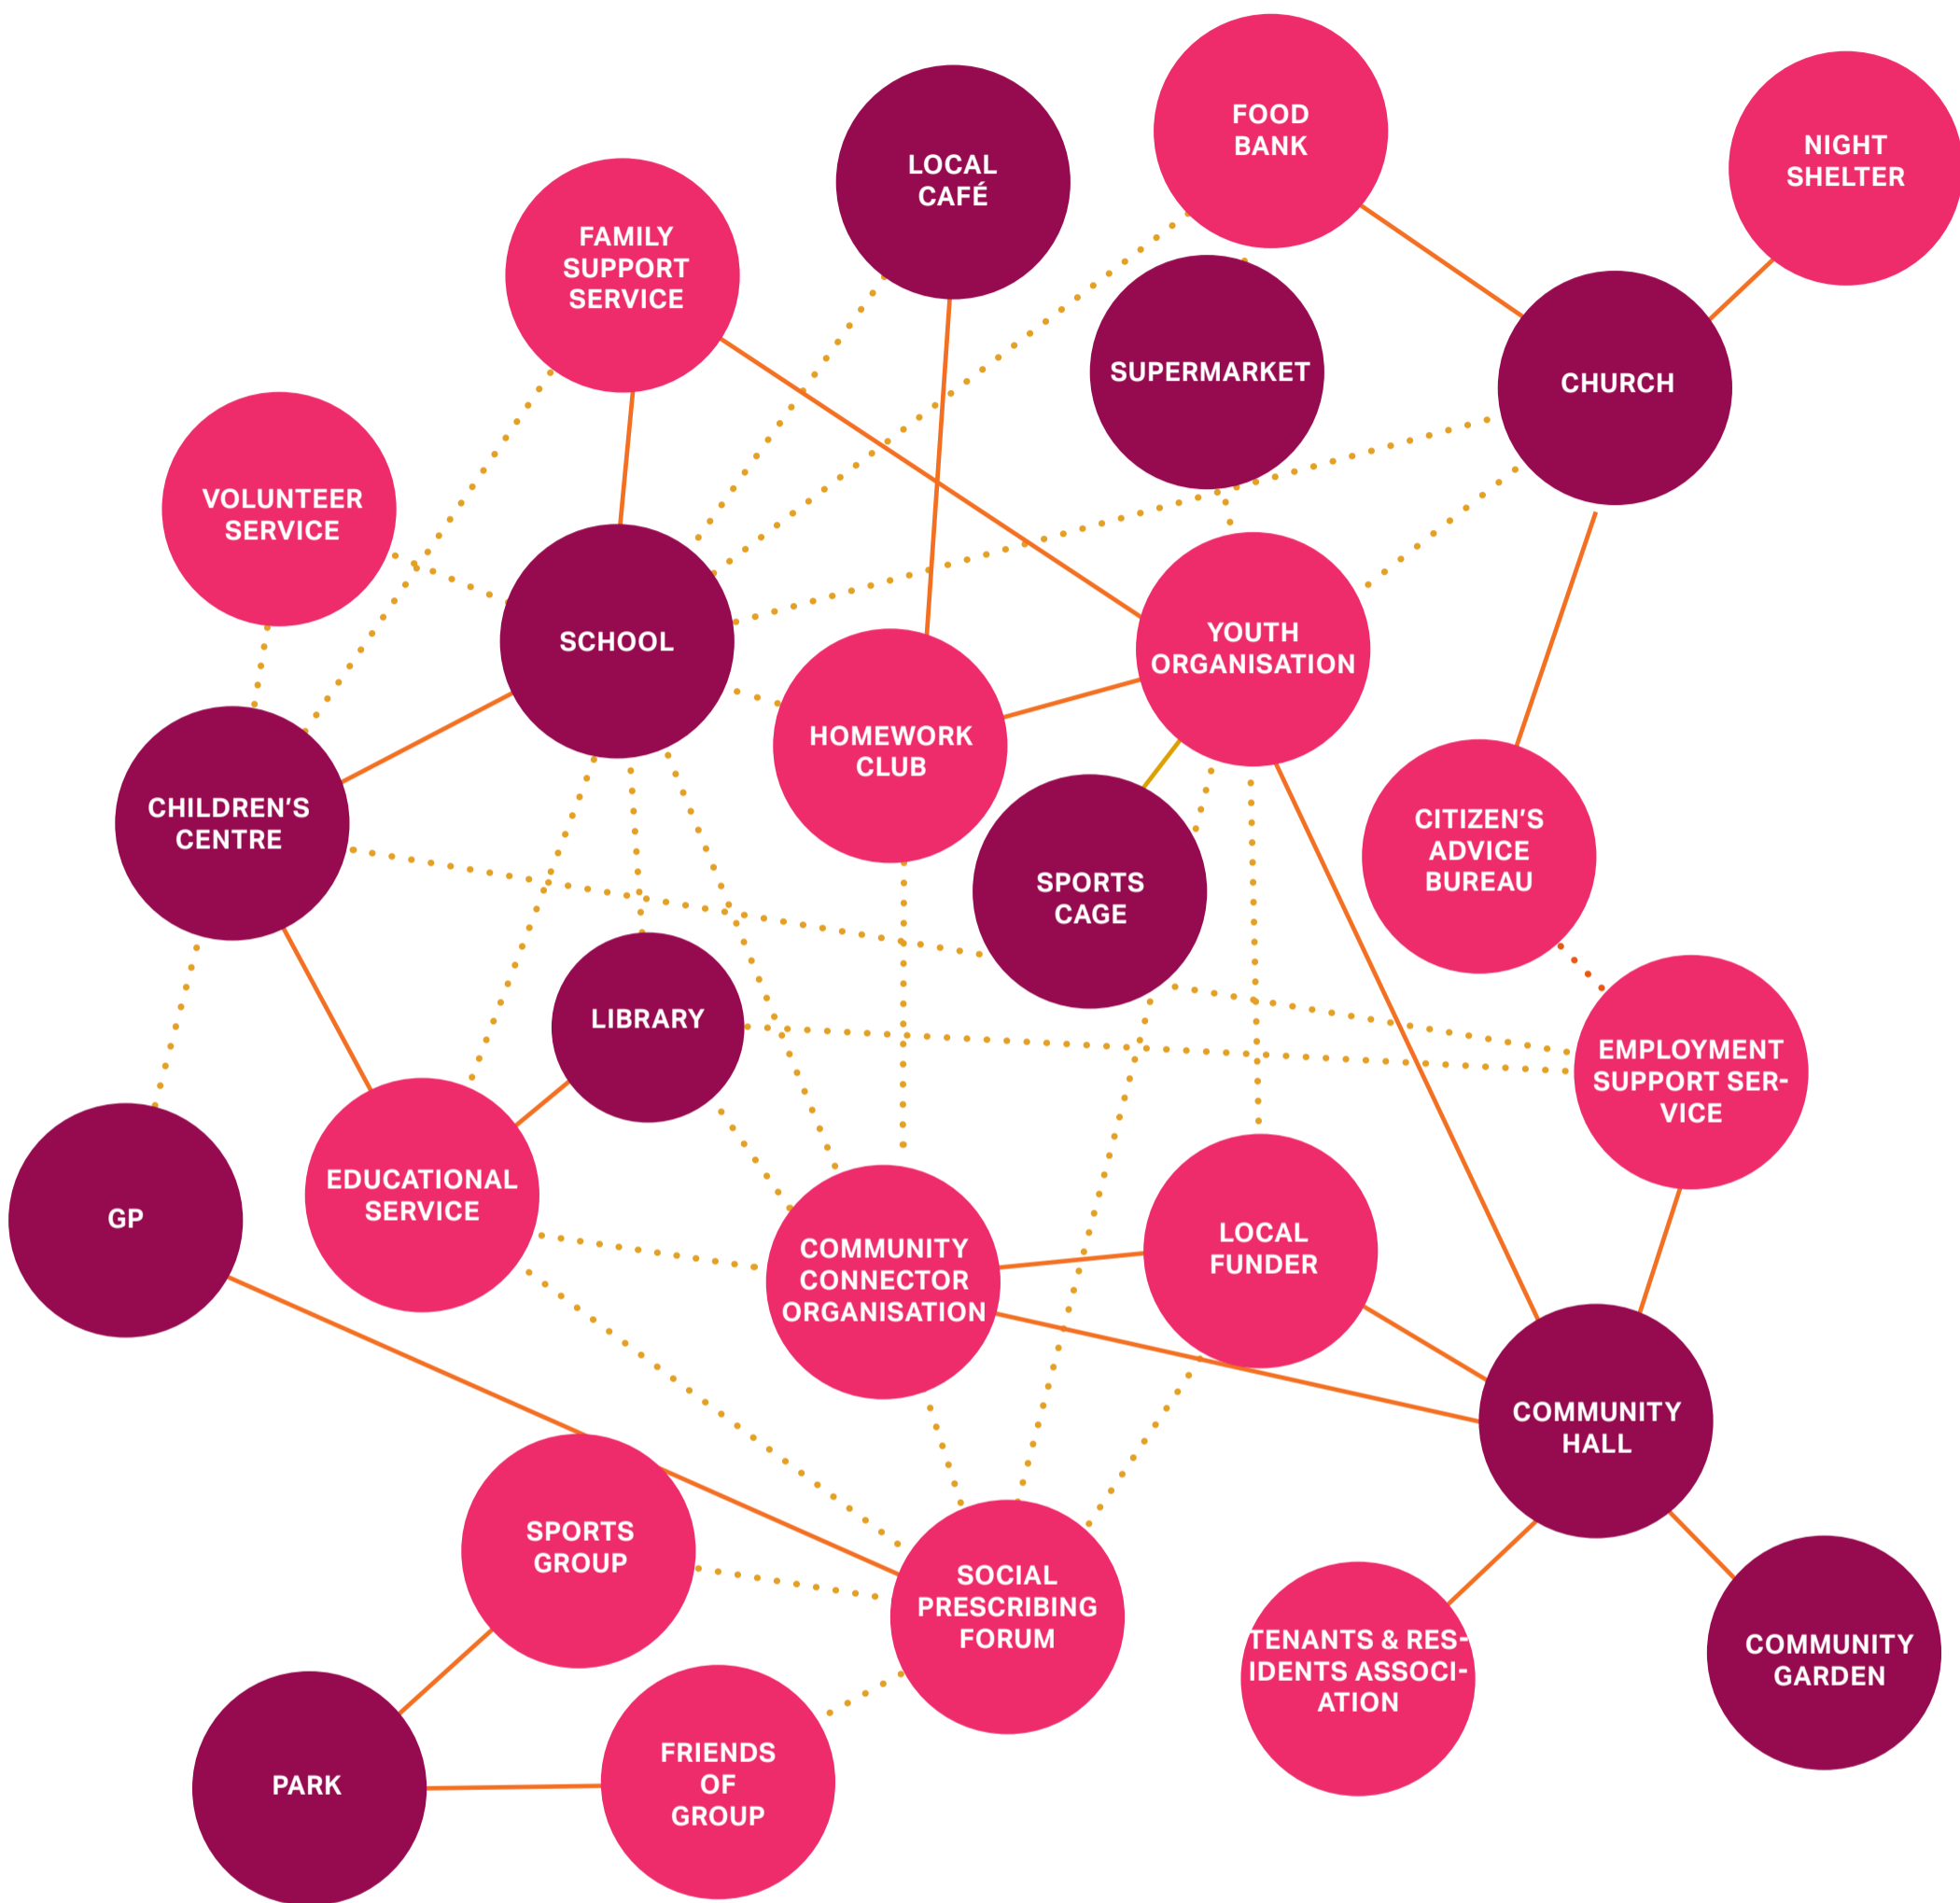 FOOD
BANK
NIGHT
SHELTER
LOCAL
CAFÉ
FAMILY
SUPPORT
SERVICE
SUPERMARKET
CHURCH
VOLUNTEER
SERVICE
SCHOOL
YOUTH
ORGANISATION
HOMEWORK
CLUB
CHILDREN'S
CENTRE
CITIZEN'S
ADVICE
BUREAU
SPORTS
CAGE
LIBRARY
EMPLOYMENT
SUPPORT SER-
VICE
EDUCATIONAL
SERVICE
GP
LOCAL
FUNDER
COMMUNITY
CONNECTOR
ORGANISATION
COMMUNITY
HALL
SPORTS
GROUP
SOCIAL
PRESCRIBING
FORUM
TENANTS & RES-
IDENTS ASSOCI-
ATION
COMMUNITY
GARDEN
FRIENDS
OF
GROUP
PARK